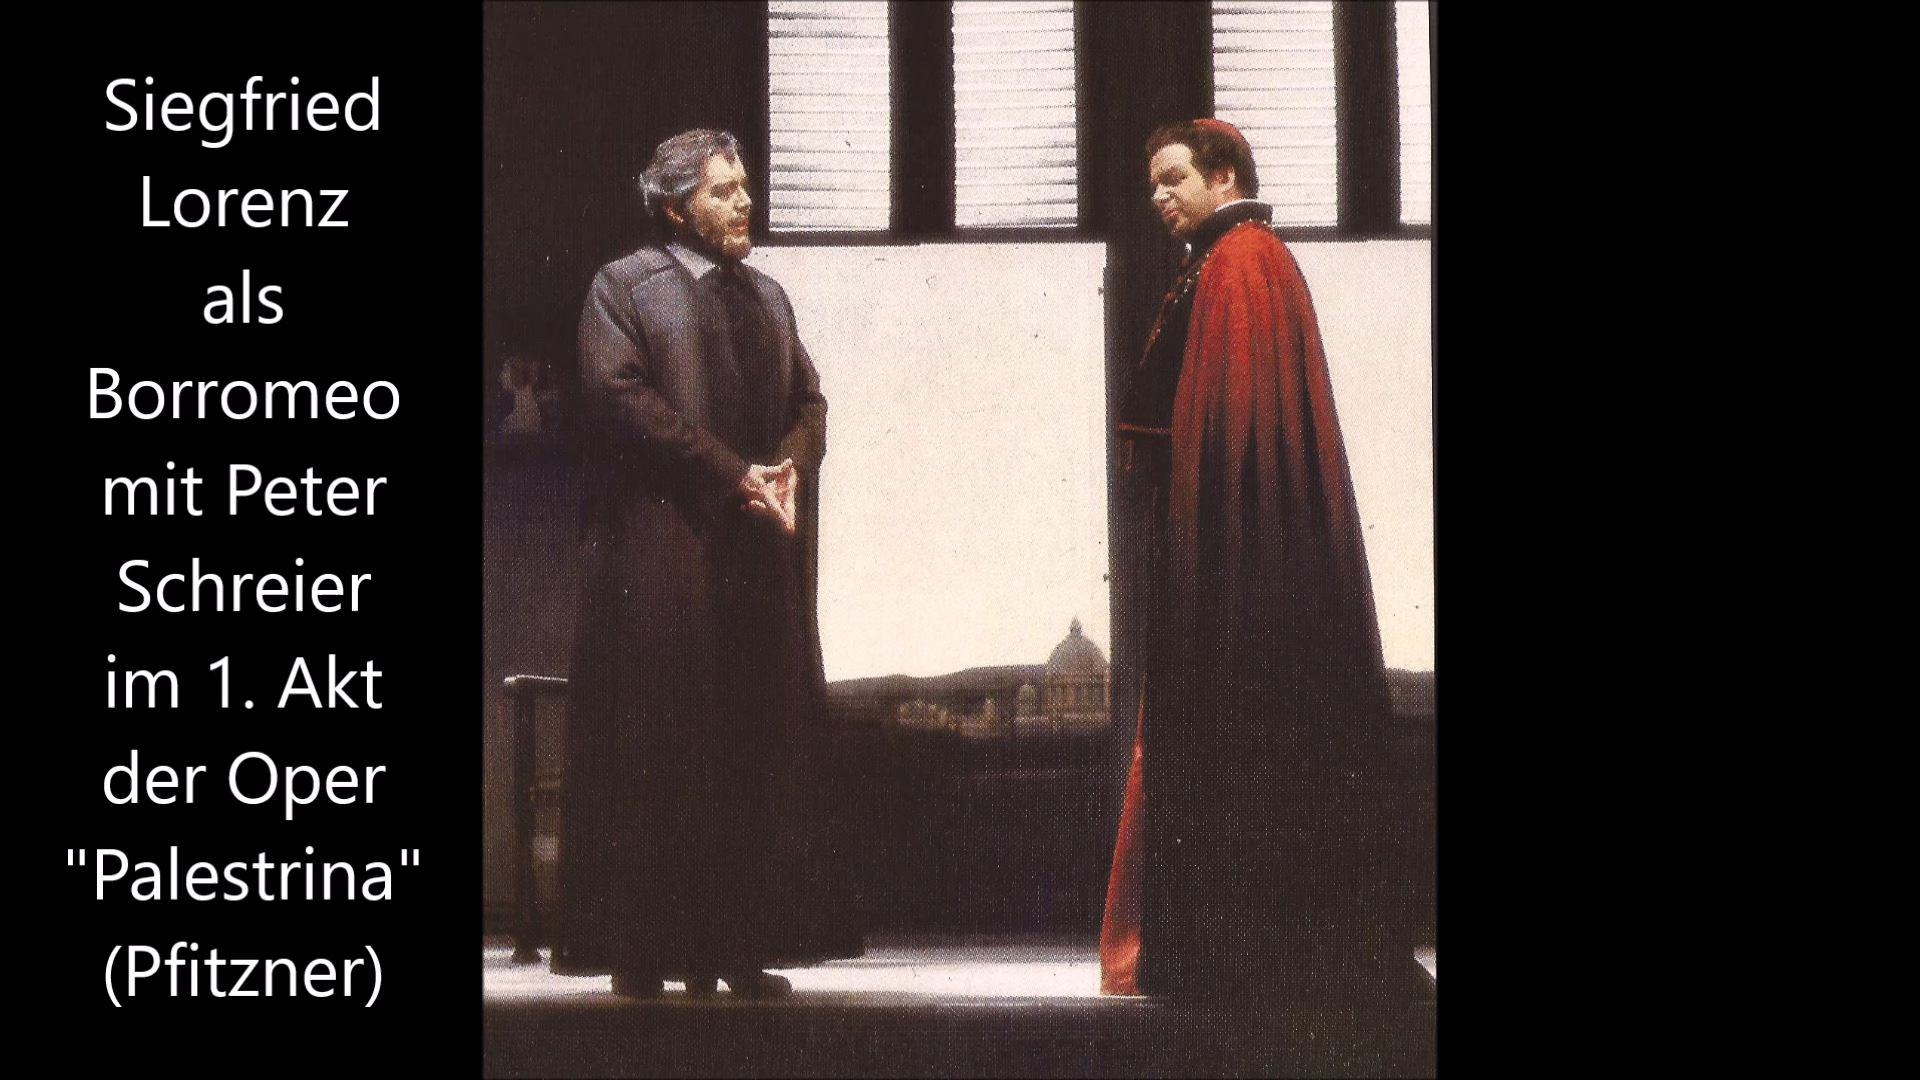 Siegfried
Lorenz
als
Borromeo
mit Peter
Schreier
im 1. Akt
der Oper
"Palestrina"
(Pfitzner)